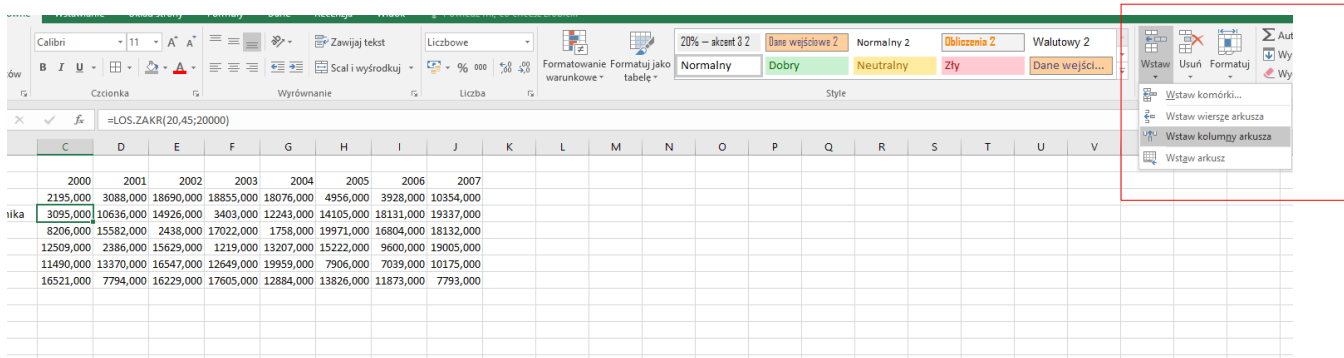 Calibri 11 A A Zawijaj tekst Liczbowe 20% — akcent 3 2 Dane wejściowe 2 Normalny 2 Obliczenia 2 Walutowy 2 Σ Aut
B I U A Scal i wyśrodkuj % 000 Formatowanie warunkowe Formatuj jako tabelę Normalny Dobry Neutralny Zły Dane wejści... Wstaw Usuń Formatuj Wy
ów Wy
Czcionka Wyrównanie Liczba Style
Wstaw komórki...
Wstaw wiersze arkusza
Wstaw kolumny arkusza
Wstaw arkusz
fx =LOS.ZAKR(20,45;20000)
C D E F G H I J K L M N O P Q R S T U V
2000 2001 2002 2003 2004 2005 2006 2007
2195,000 3088,000 18690,000 18855,000 18076,000 4956,000 3928,000 10354,000
nika 3095,000 10636,000 14926,000 3403,000 12243,000 14105,000 18131,000 19337,000
8206,000 15582,000 2438,000 17022,000 1758,000 19971,000 16804,000 18132,000
12509,000 2386,000 15629,000 1219,000 13207,000 15222,000 9600,000 19005,000
11490,000 13370,000 16547,000 12649,000 19959,000 7906,000 7039,000 10175,000
16521,000 7794,000 16229,000 17605,000 12884,000 13826,000 11873,000 7793,000